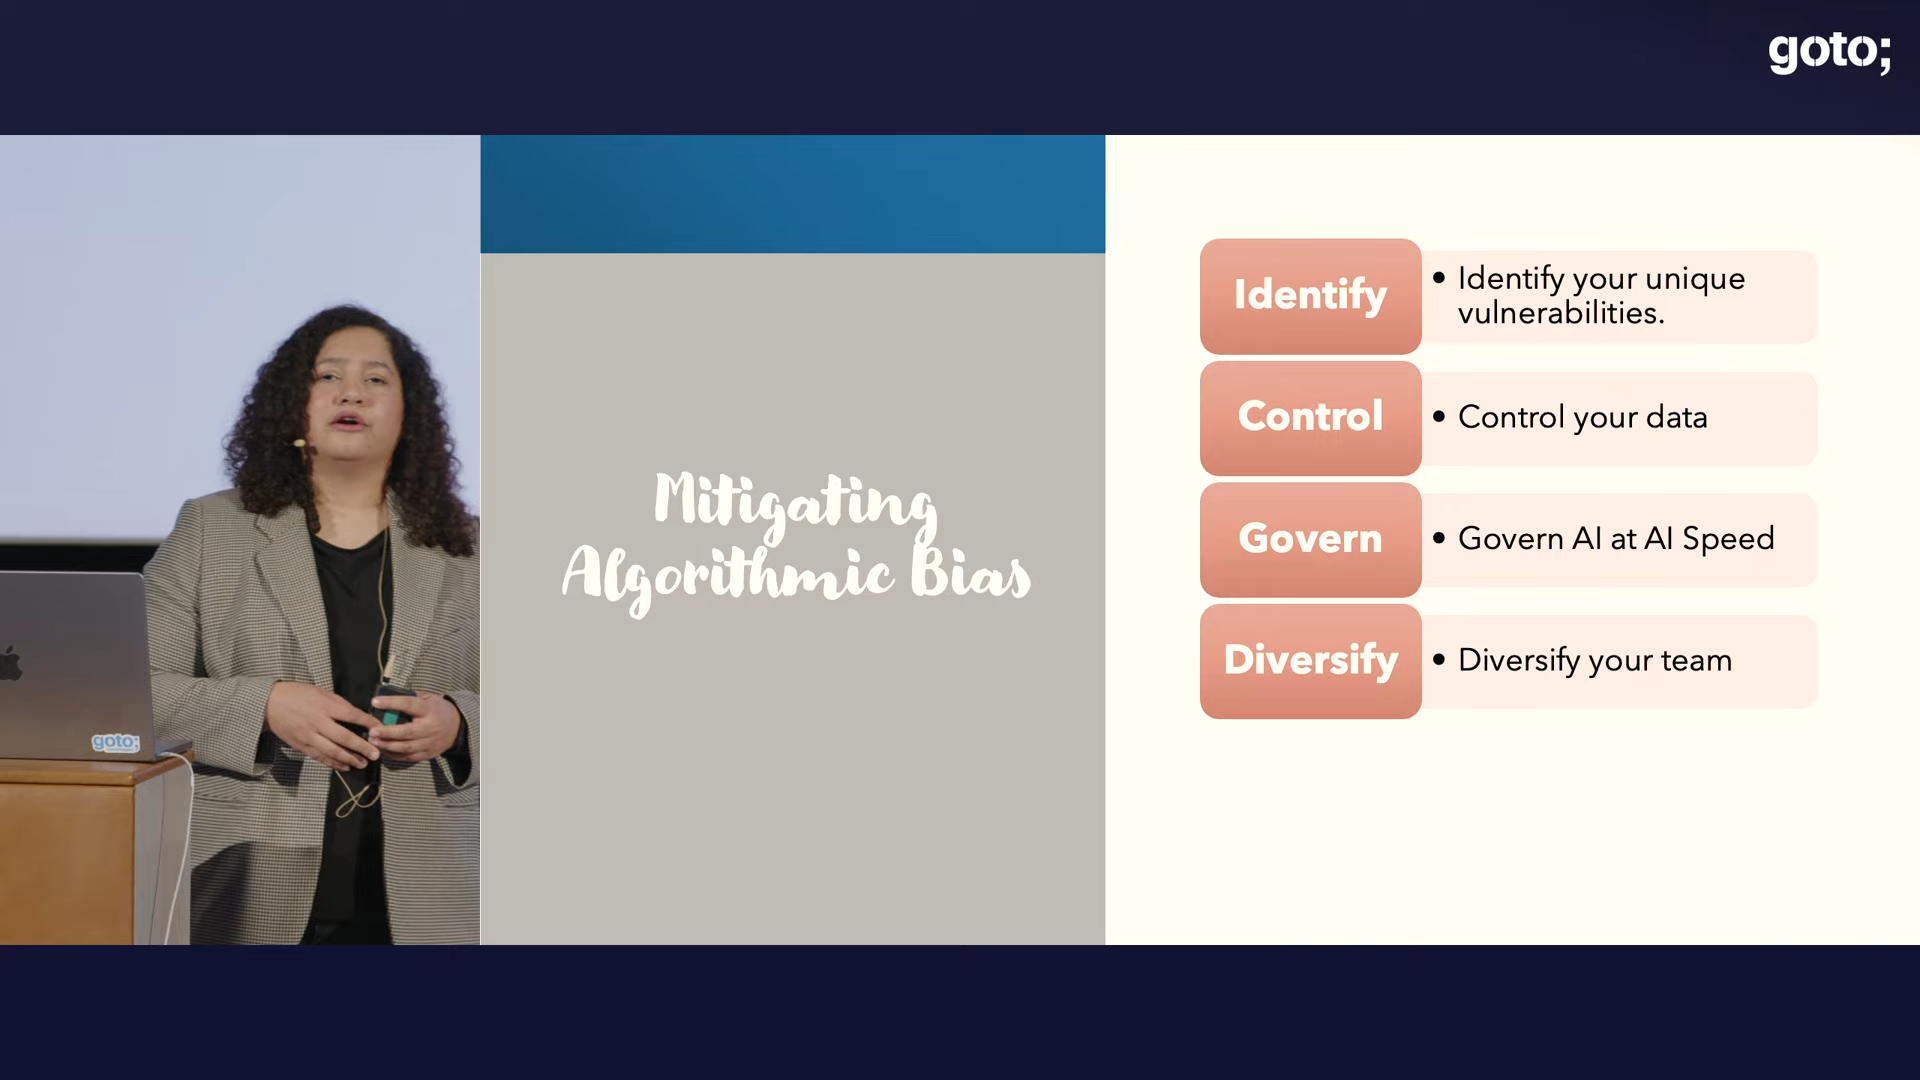 goto;
goto;
Mitigating
Algorithmic Bias
Identify
• Identify your unique
vulnerabilities.
Control
• Control your data
Govern
• Govern AI at AI Speed
Diversify
• Diversify your team